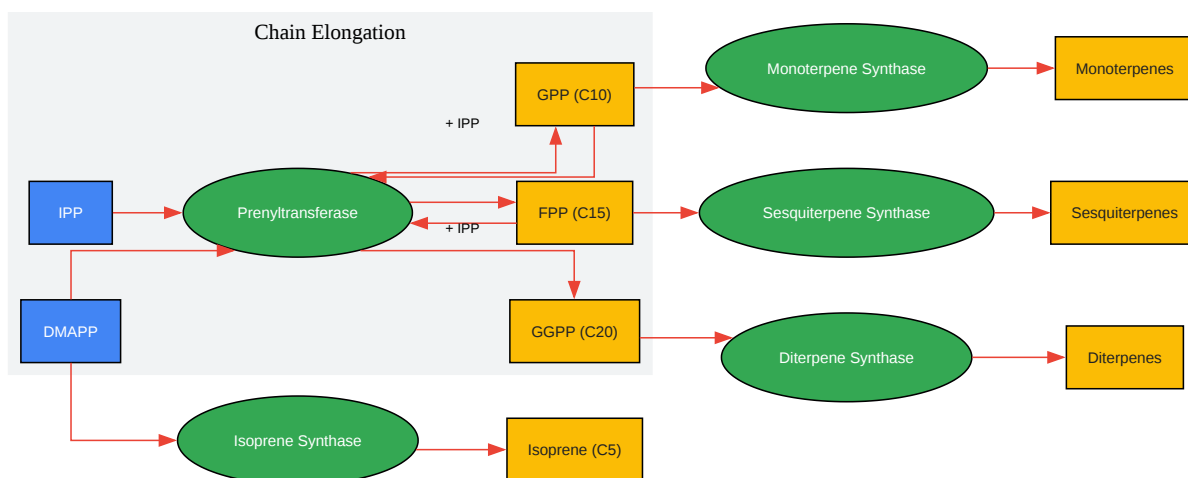 Chain Elongation
GPP (C10)
Monoterpene Synthase
Monoterpenes
+ IPP
IPP
Prenyltransferase
FPP (C15)
Sesquiterpene Synthase
Sesquiterpenes
+ IPP
DMAPP
GGPP (C20)
Diterpene Synthase
Diterpenes
Isoprene Synthase
Isoprene (C5)